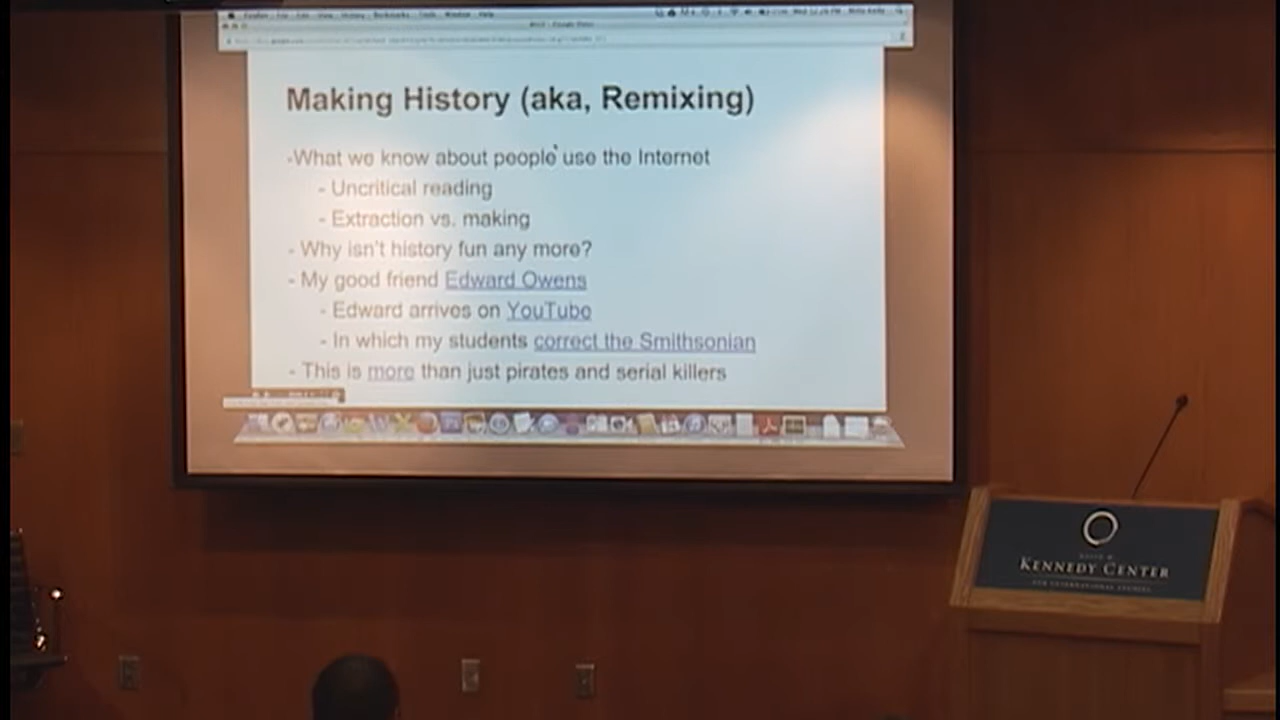 Making History (aka, Remixing)
-What we know about people' use the Internet
- Uncritical reading
- Extraction vs. making
- Why isn't history fun any more?
- My good friend Edward Owens
- Edward arrives on YouTube
- In which my students correct the Smithsonian
- This is more than just pirates and serial killers
KENNEDY CENTER